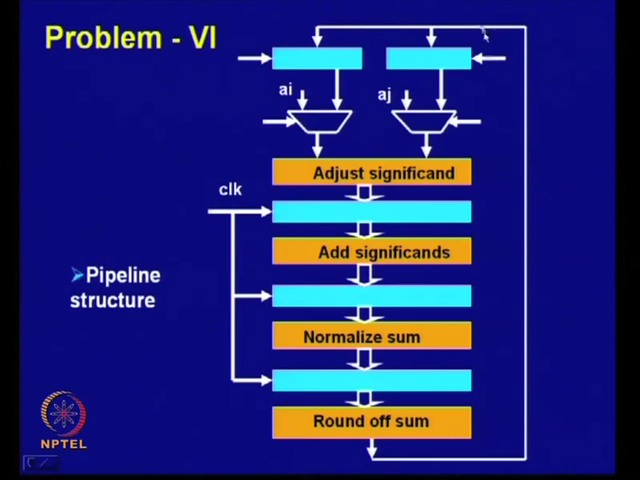 Problem - VI
ai
aj
Adjust significand
clk
Add significands
Pipeline
structure
Normalize sum
Round off sum
NPTEL